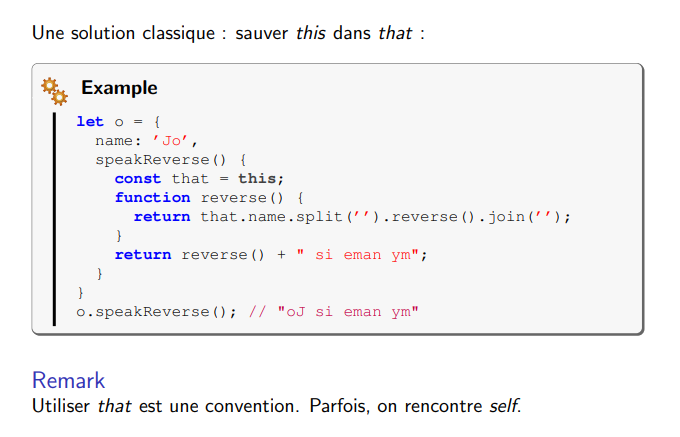 Une solution classique : sauver this dans that :
Example
let o = {
name: 'Jo',
speakReverse() {
const that = this;
function reverse() {
return that.name.split('').reverse().join('');
}
return reverse() + " si eman ym";
}
}
o.speakReverse(); // "oJ si eman ym"
Remark
Utiliser that est une convention. Parfois, on rencontre self.